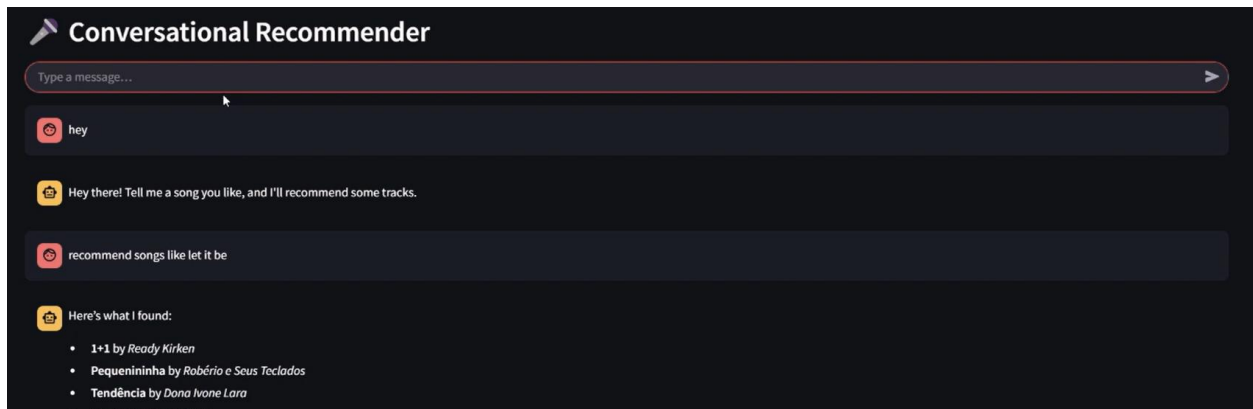 Conversational Recommender
Type a message...
hey
Hey there! Tell me a song you like, and I'll recommend some tracks.
recommend songs like let it be
Here's what I found:
• 1+1 by Ready Kirken
• Pequenininha by Robério e Seus Teclados
• Tendência by Dona Ivone Lara